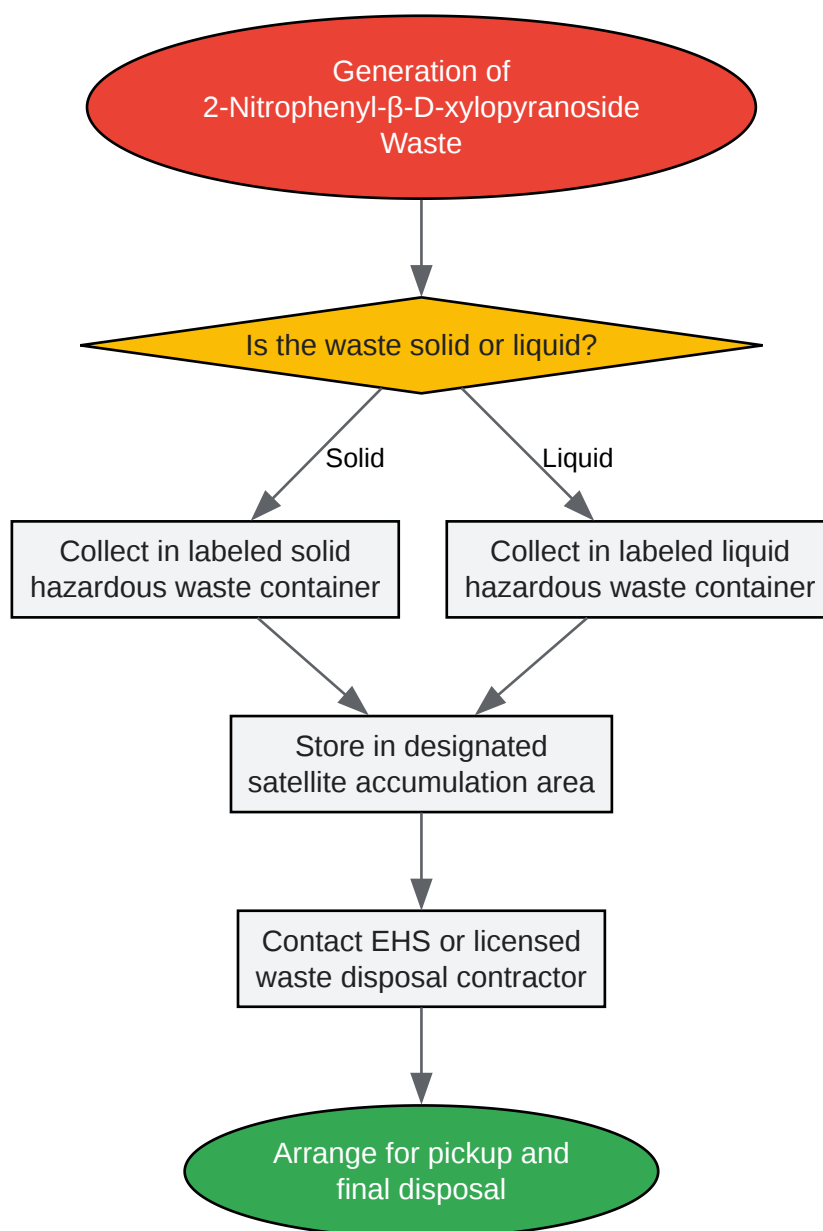 Generation of
2-Nitrophenyl-β-D-xylopyranoside
Waste
Is the waste solid or liquid?
Solid
Liquid
Collect in labeled solid
hazardous waste container
Collect in labeled liquid
hazardous waste container
Store in designated
satellite accumulation area
Contact EHS or licensed
waste disposal contractor
Arrange for pickup and
final disposal